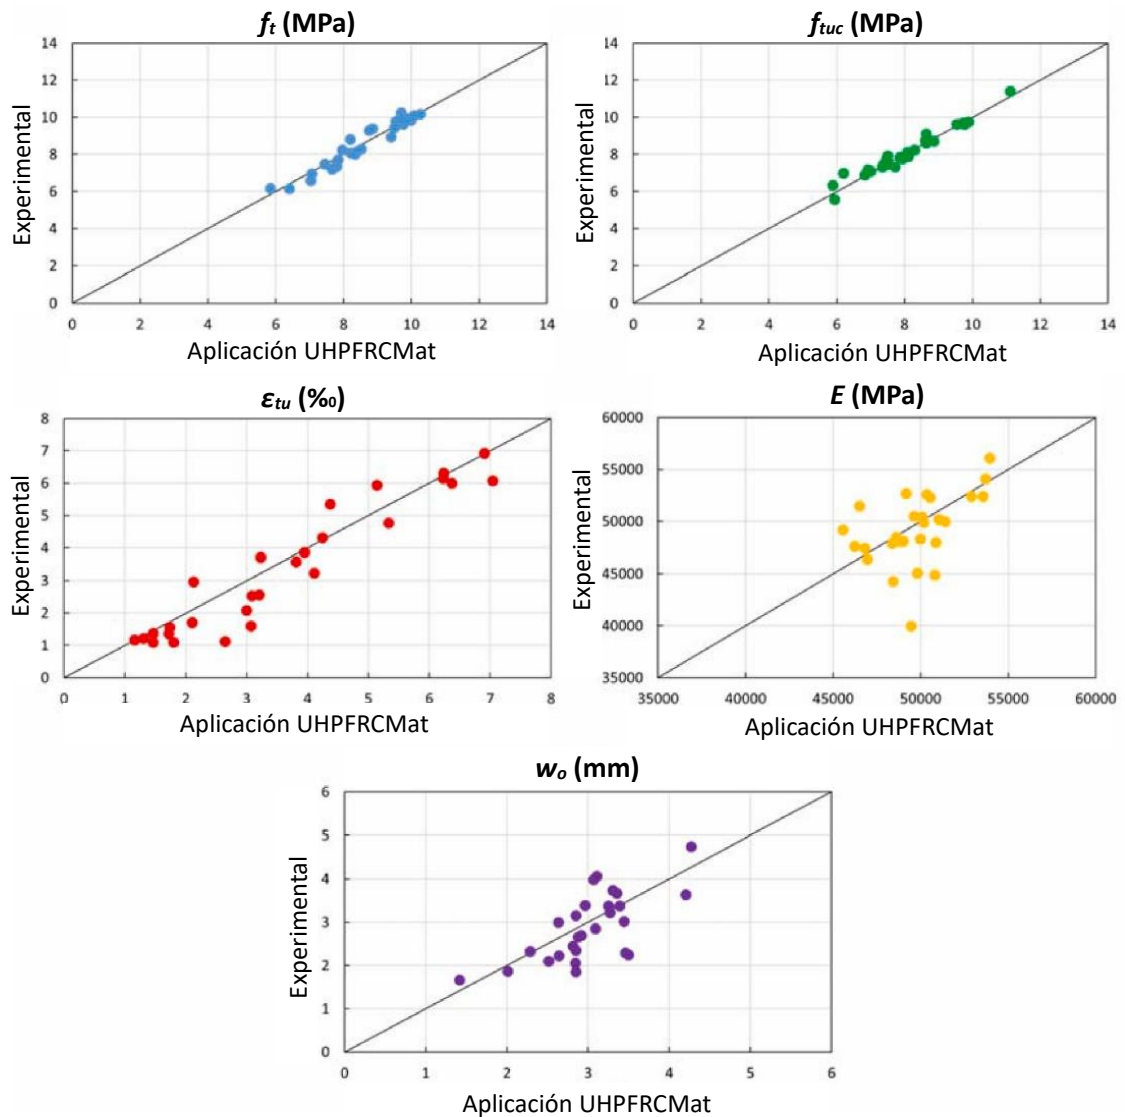 fₜ (MPa)
14
12
10
8
6
4
2
0
Experimental
0 2 4 6 8 10 12 14
Aplicación UHPFRCMat
fₜᵤc (MPa)
14
12
10
8
6
4
2
0
Experimental
0 2 4 6 8 10 12 14
Aplicación UHPFRCMat
εₜᵤ (‰)
8
7
6
5
4
3
2
1
0
Experimental
0 1 2 3 4 5 6 7 8
Aplicación UHPFRCMat
E (MPa)
60000
55000
50000
45000
40000
35000
Experimental
35000 40000 45000 50000 55000 60000
Aplicación UHPFRCMat
wₒ (mm)
6
5
4
3
2
1
0
Experimental
0 1 2 3 4 5 6
Aplicación UHPFRCMat